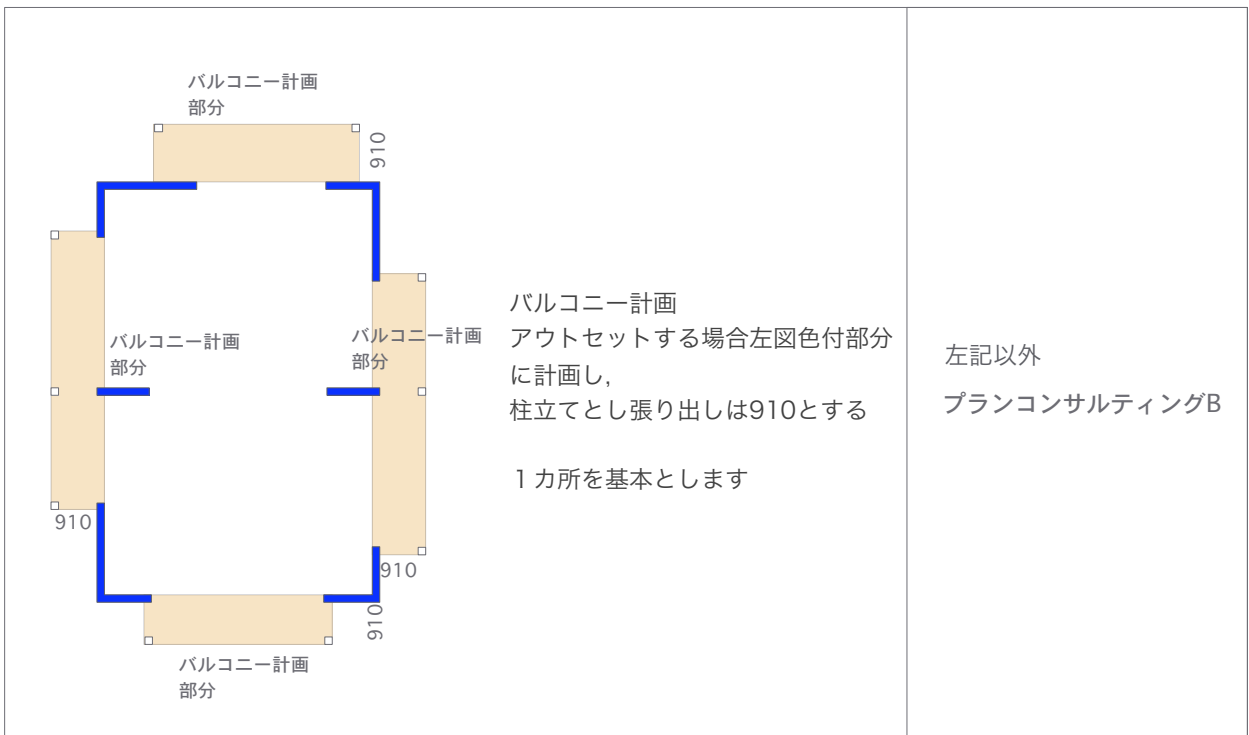 バルコニー計画
部分
910
バルコニー計画
部分
バルコニー計画
部分
910
910
910
バルコニー計画
部分
バルコニー計画
アウトセットする場合左図色付部分
に計画し,
柱立てとし張り出しは910とする
１カ所を基本とします
左記以外
プランコンサルティングB